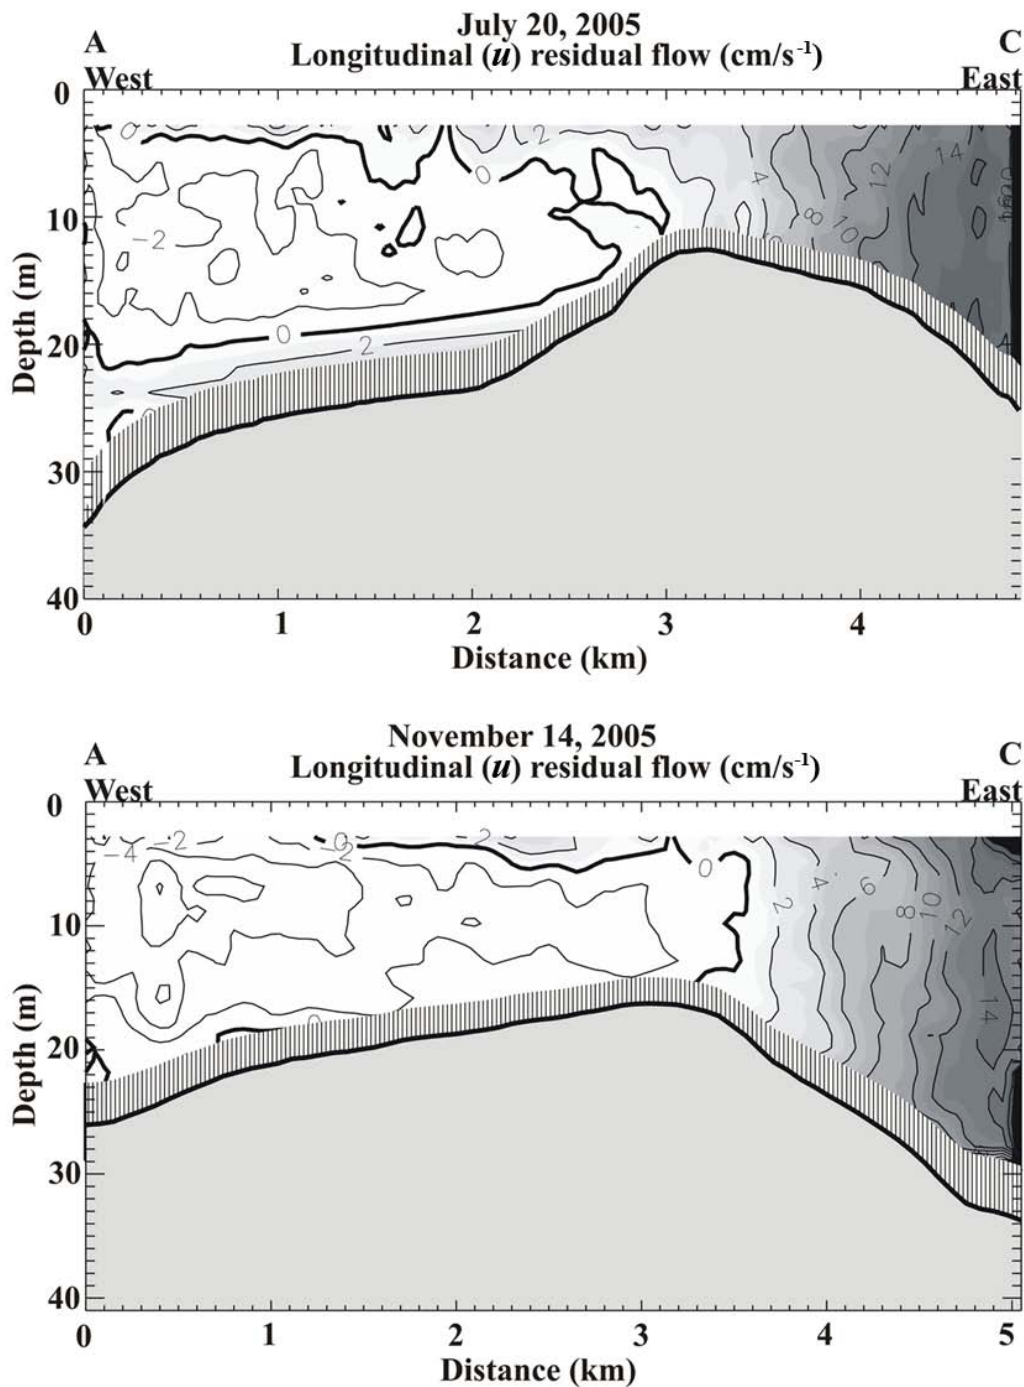 July 20, 2005
A Longitudinal (u) residual flow (cm/s⁻¹) C
West East
0
0 2
0
4 14
12
10
-2 8 10
Depth (m)
0
20 2
30
40
0 1 2 3 4
Distance (km)
November 14, 2005
A Longitudinal (u) residual flow (cm/s⁻¹) C
West East
0
-4 -2 0 2
2 0
4 6
2 8 10 12
10
Depth (m)
14
0
20
30
40
0 1 2 3 4 5
Distance (km)